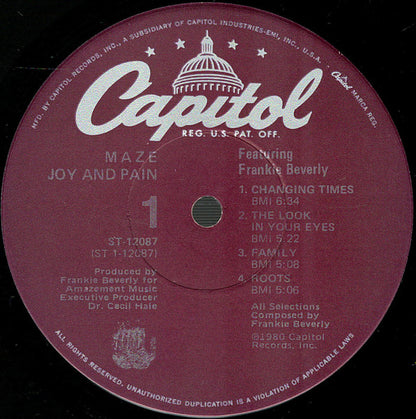 MFD. BY CAPITOL RECORDS, INC., A SUBSIDIARY OF CAPITOL INDUSTRIES-EMI, INC., U.S.A.
Capitol
MARCA REG.
Capitol
REG. U.S. PAT. OFF.
MAZE
JOY AND PAIN
1
ST-12087
(ST 1-12087)
Produced by
Frankie Beverly for
Amazement Music
Executive Producer
Dr. Cecil Hale
Featuring
Frankie Beverly
1. CHANGING TIMES
BMI 6:34
2. THE LOOK
IN YOUR EYES
BMI 5:22
3. FAMILY
BMI 5:08
4. ROOTS
BMI 5:06
All Selections
Composed by
Frankie Beverly
©1980 Capitol
Records, Inc.
ALL RIGHTS RESERVED. UNAUTHORIZED DUPLICATION IS A VIOLATION OF APPLICABLE LAWS